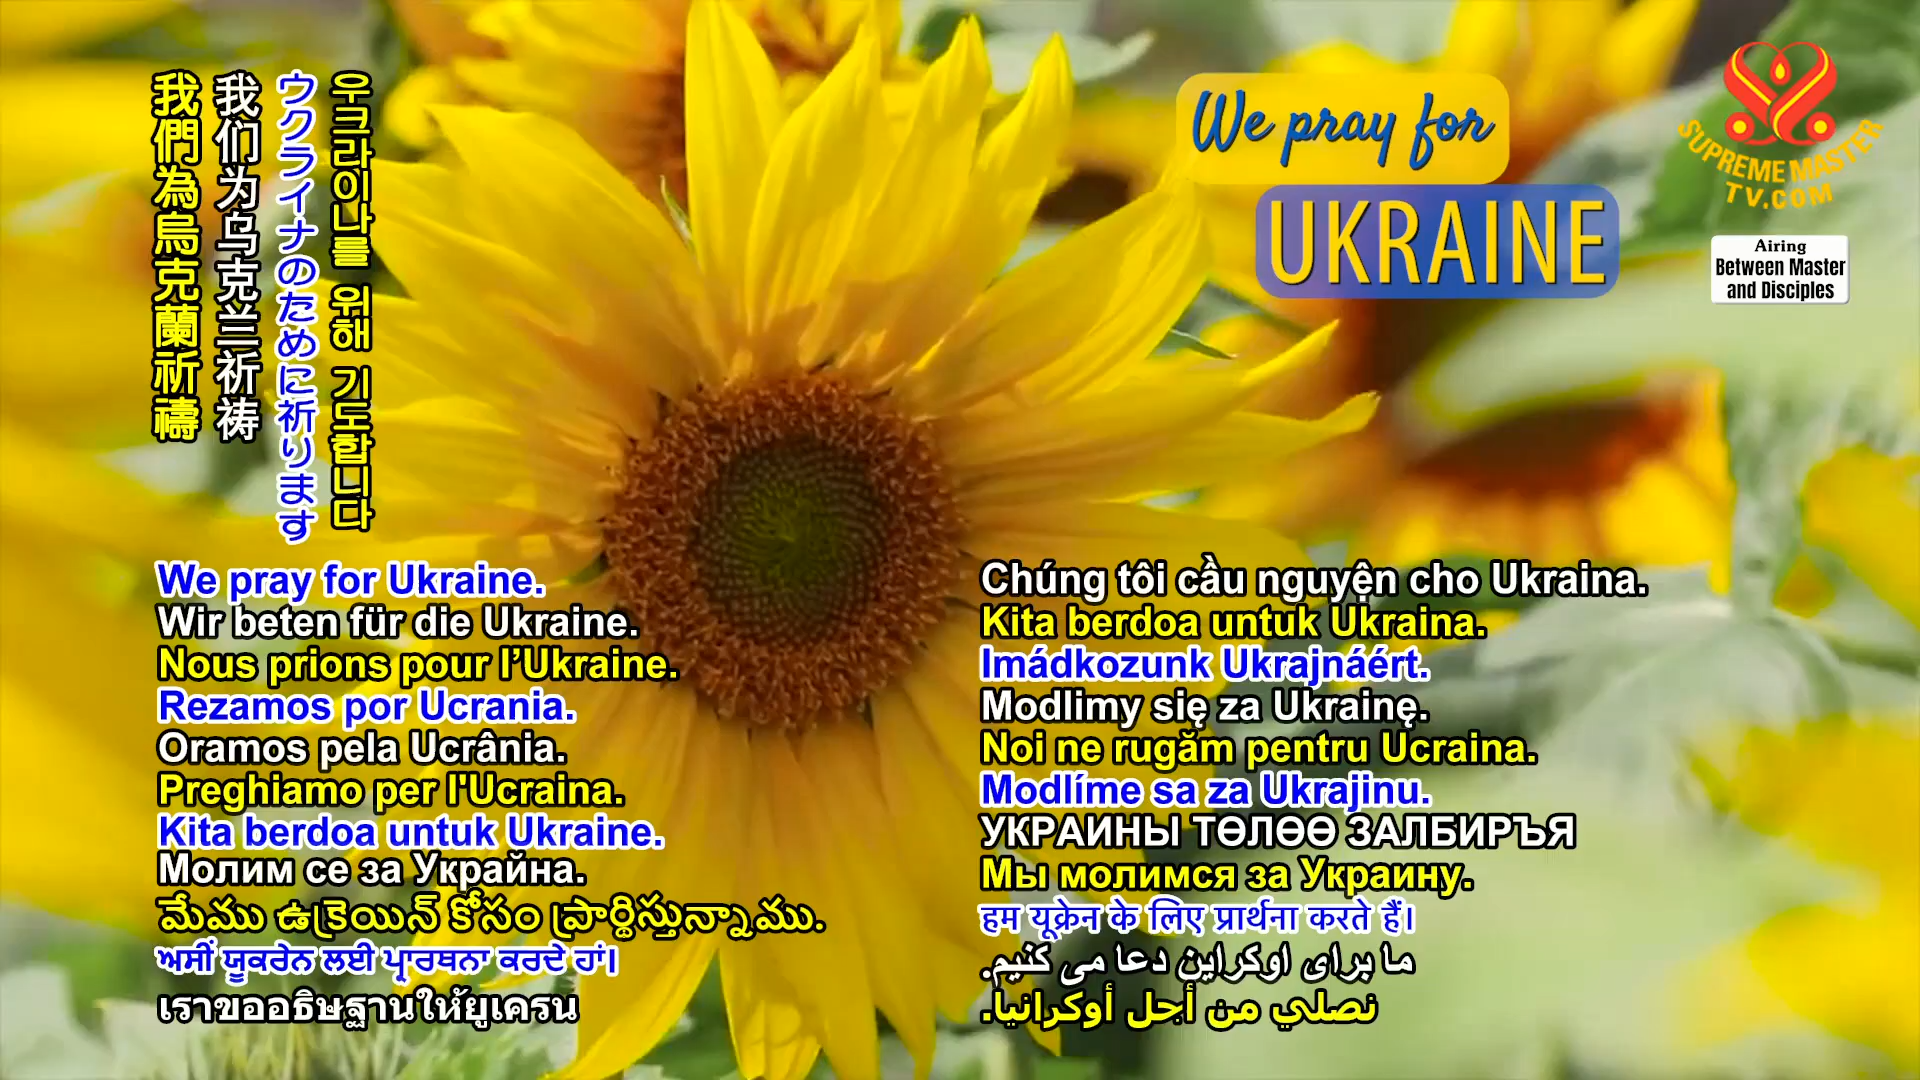 我們為烏克蘭祈禱
我们为乌克兰祈祷
ウクライナのために祈ります
우크라이나를 위해 기도합니다
We pray for
UKRAINE
SUPREME MASTER
TV.COM
Airing
Between Master
and Disciples
We pray for Ukraine.
Wir beten für die Ukraine.
Nous prions pour l’Ukraine.
Rezamos por Ucrania.
Oramos pela Ucrânia.
Preghiamo per l'Ucraina.
Kita berdoa untuk Ukraine.
Молим се за Украйна.
మేము ఉక్రెయిన్ కోసం ప్రార్థిస్తున్నాము.
ਅਸੀਂ ਯੂਕਰੇਨ ਲਈ ਪ੍ਰਾਰਥਨਾ ਕਰਦੇ ਹਾਂ।
เราขออธิษฐานให้ยูเครน
Chúng tôi cầu nguyện cho Ukraina.
Kita berdoa untuk Ukraina.
Imádkozunk Ukrajnáért.
Modlimy się za Ukrainę.
Noi ne rugăm pentru Ucraina.
Modlíme sa za Ukrajinu.
УКРАИНЫ ТӨЛӨӨ ЗАЛБИРЪЯ
Мы молимся за Украину.
हम यूक्रेन के लिए प्रार्थना करते हैं।
ما برای اوکراین دعا می کنیم.
نصلي من أجل أوكرانيا.